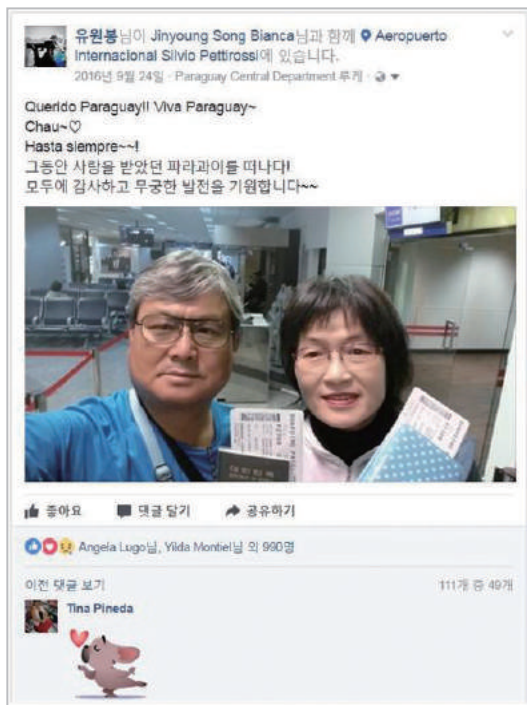 유원봉님이 Jinyoung Song Bianca님과 함께 Aeropuerto
Internacional Silvio Pettirossi에 있습니다.
2016년 9월 24일 · Paraguay Central Department 루케 ·
Querido Paraguay!! Viva Paraguay~
Chau~♡
Hasta siempre~~!
그동안 사랑을 받았던 파라과이를 떠나다!
모두에 감사하고 무궁한 발전을 기원합니다~~
BOARDING PASS
대한민국
좋아요 댓글 달기 공유하기
Angela Lugo님, Yilda Montiel님 외 990명
이전 댓글 보기 111개 중 49개
Tina Pineda